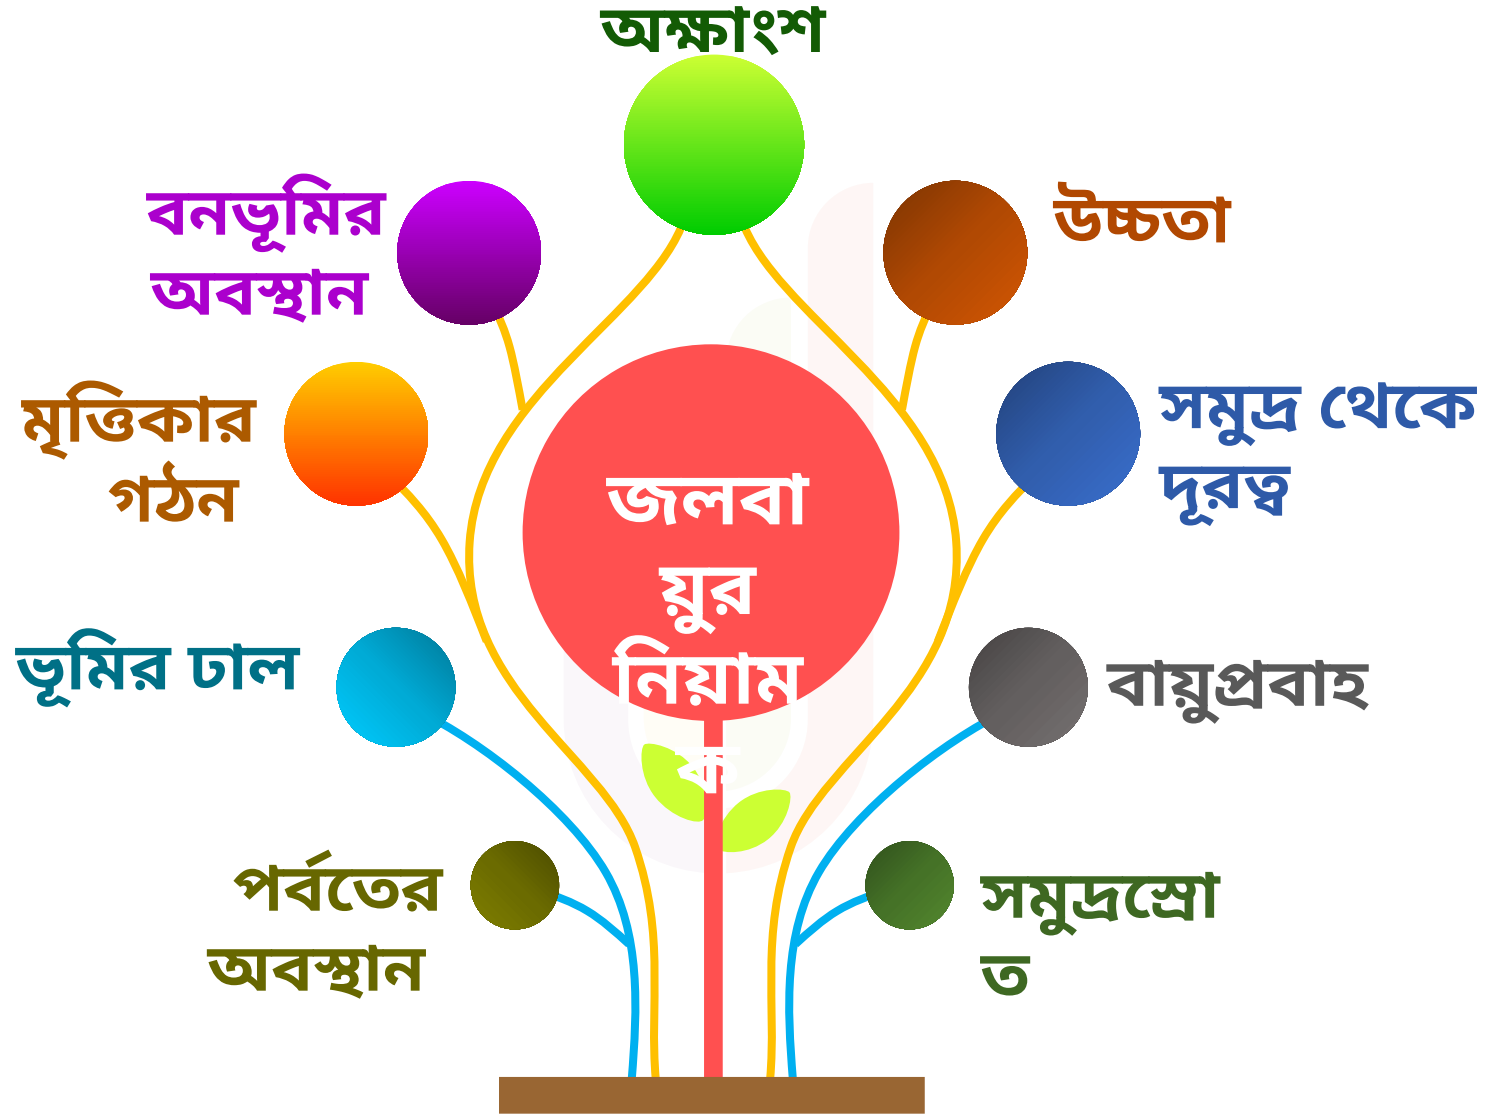 অক্ষাংশ
বনভূমির
অবস্থান
উচ্চতা
মৃত্তিকার
গঠন
সমুদ্র থেকে
দূরত্ব
জলবা
য়ুর
নিয়াম
ক
ভূমির ঢাল
বায়ুপ্রবাহ
পর্বতের
অবস্থান
সমুদ্রস্রো
ত